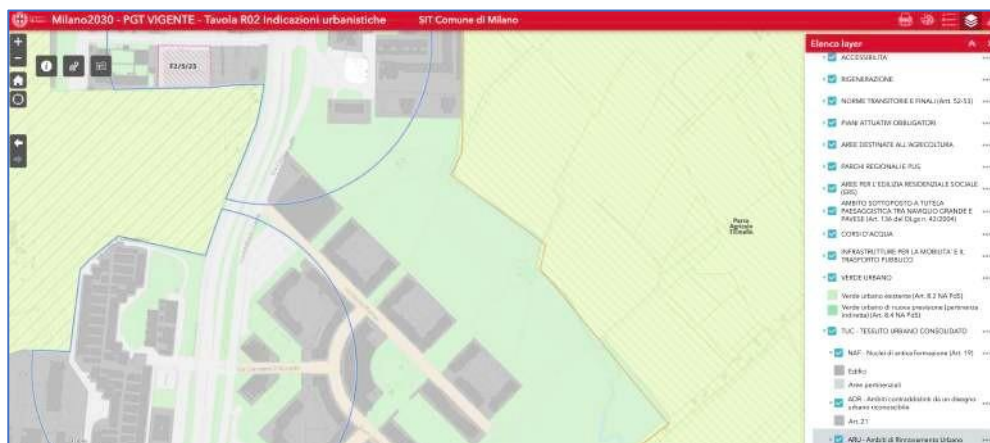 Milano2030 - PGT VIGENTE - Tavola R02 Indicazioni urbanistiche
SIT Comune di Milano
Elenco layer
ACCESSIBILITA'
RIGENERAZIONE
NORME TRANSITORIE E FINALI (Artt. 52-53)
PIANI ATTUATIVI OBBLIGATORI
AREE DESTINATE ALL'AGRICOLTURA
PARCHI REGIONALI E PLIS
AREE PER L'EDILIZIA RESIDENZIALE SOCIALE
(ERS)
AMBITO SOTTOPOSTO A TUTELA
PAESAGGISTICA TRA NAVIGLIO GRANDE E
PAVESE (Art. 136 del DLgs n. 42/2004)
CORSI D'ACQUA
INFRASTRUTTURE PER LA MOBILITA' E IL
TRASPORTO PUBBLICO
VERDE URBANO
Verde urbano esistente (Art. 8.2 NA PdS)
Verde urbano di nuova previsione (pertinenza
indiretta) (Art. 8.4 NA PdS)
TUC - TESSUTO URBANO CONSOLIDATO
NAF - Nuclei di antica formazione (Art. 19)
Edifici
Aree pertinenziali
ADR - Ambiti contraddistinti da un disegno
urbano riconoscibile
Art. 21
ARU - Ambiti di Rinnovamento Urbano
Parco
Agricolo
Ticinello